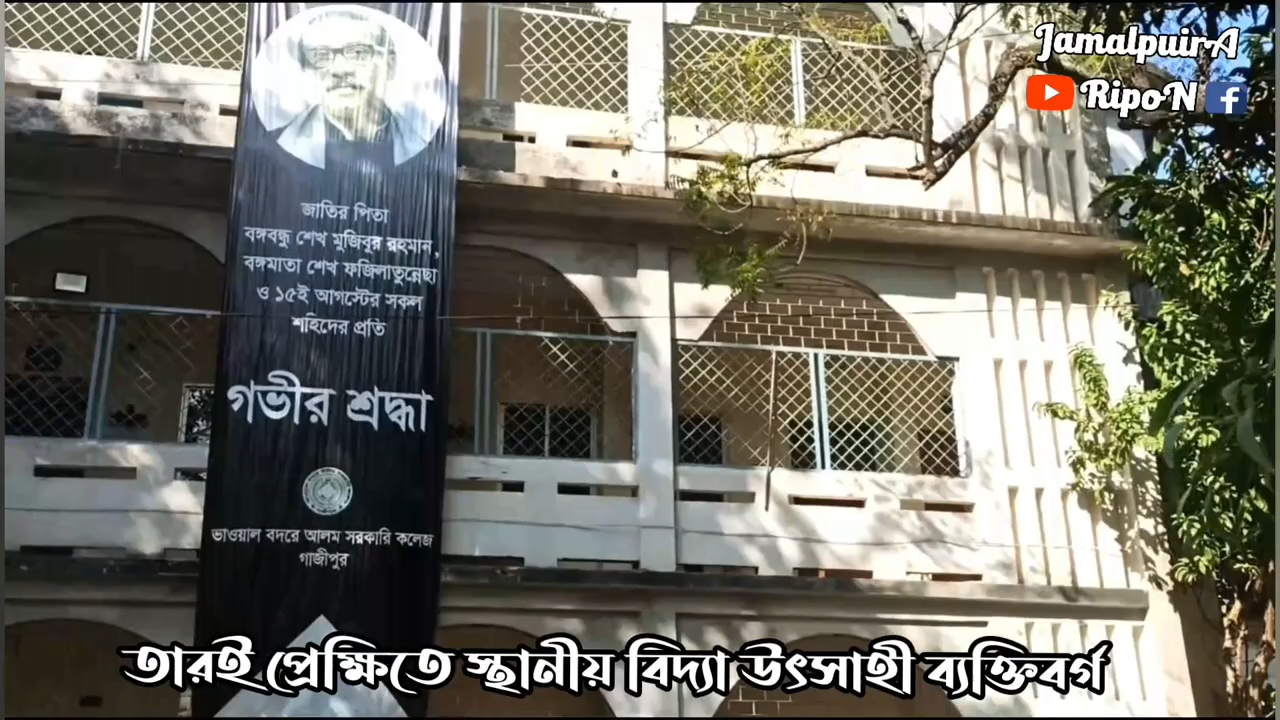 JamalpuirA
RipoN
জাতির পিতা
বঙ্গবন্ধু শেখ মুজিবুর রহমান,
বঙ্গমাতা শেখ ফজিলাতুন্নেছা
ও ১৫ই আগস্টের সকল
শহিদের প্রতি
গভীর শ্রদ্ধা
ভাওয়াল বদরে আলম সরকারি কলেজ
গাজীপুর
তারই প্রেক্ষিতে স্থানীয় বিদ্যা উৎসাহী ব্যক্তিবর্গ